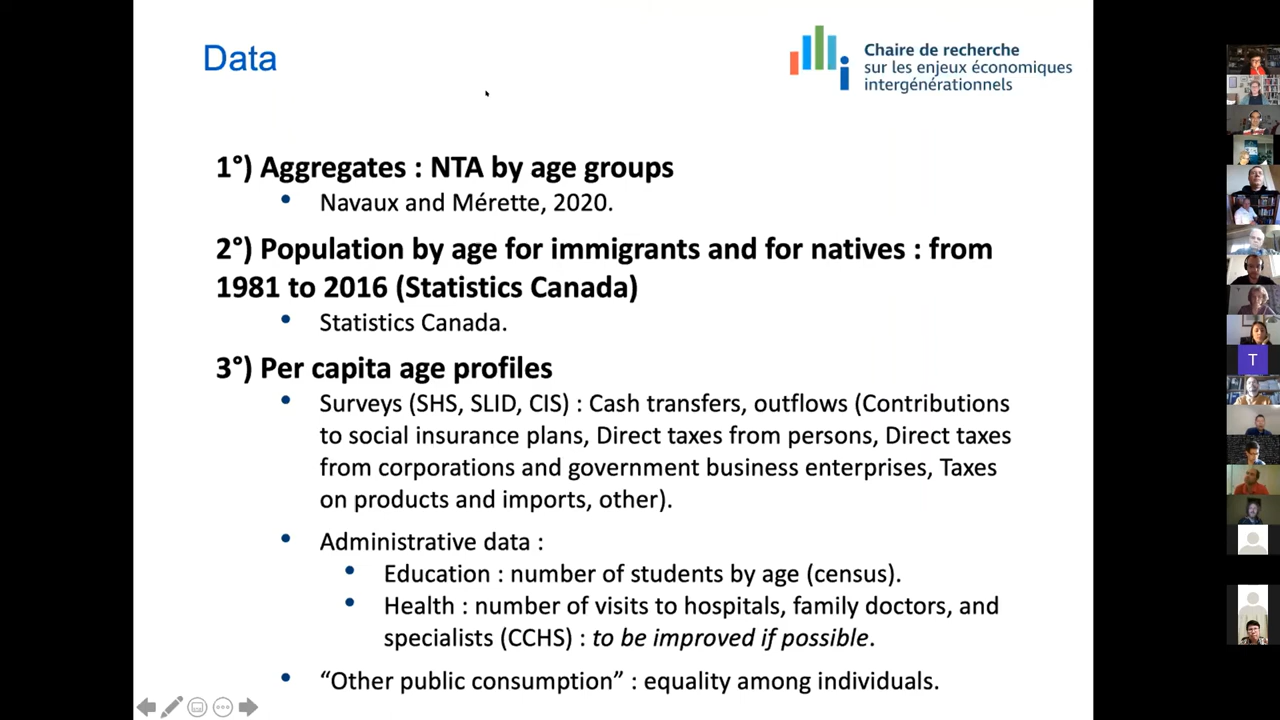 Data
Chaire de recherche
sur les enjeux économiques
intergénérationnels
1°) Aggregates : NTA by age groups
• Navaux and Mérette, 2020.
2°) Population by age for immigrants and for natives : from
1981 to 2016 (Statistics Canada)
• Statistics Canada.
3°) Per capita age profiles
• Surveys (SHS, SLID, CIS) : Cash transfers, outflows (Contributions
to social insurance plans, Direct taxes from persons, Direct taxes
from corporations and government business enterprises, Taxes
on products and imports, other).
• Administrative data :
• Education : number of students by age (census).
• Health : number of visits to hospitals, family doctors, and
specialists (CCHS) : to be improved if possible.
• “Other public consumption” : equality among individuals.
T